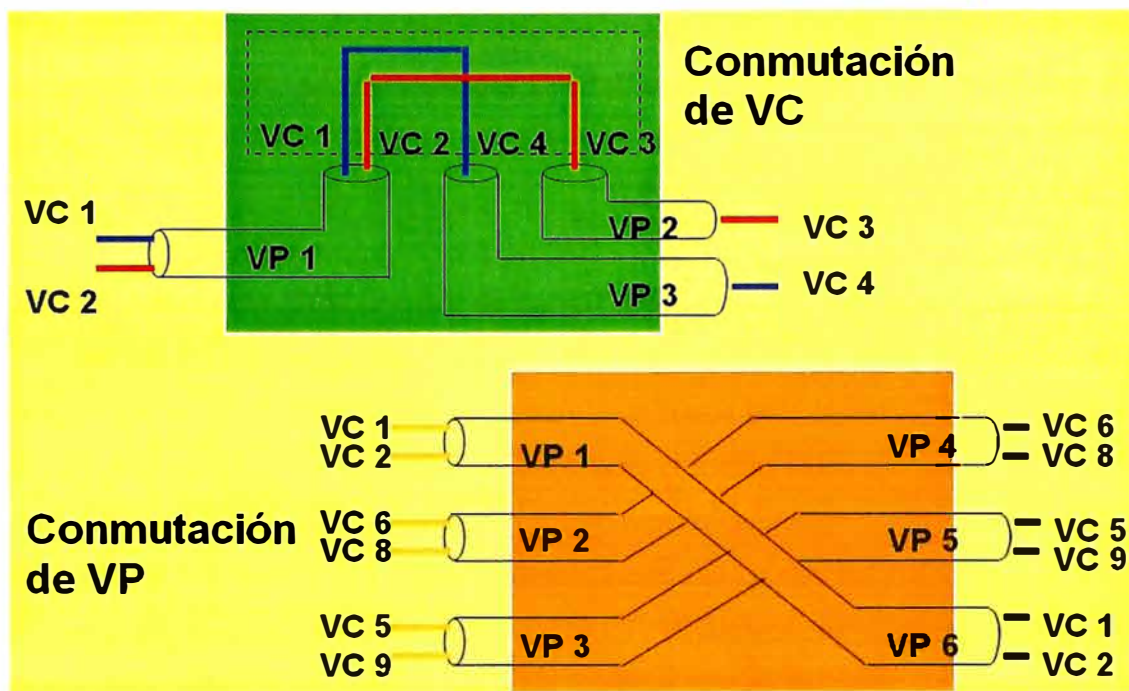 Conmutación
de VC
VC 1 VC 2 VC 4 VC 3
VC 1
VC 2
VP 1
VP 2
VP 3
VC 3
VC 4
Conmutación
de VP
VC 1
VC 2
VP 1
VC 6
VC 8
VP 2
VC 5
VC 9
VP 3
VP 4
VC 6
VC 8
VP 5
VC 5
VC 9
VP 6
VC 1
VC 2